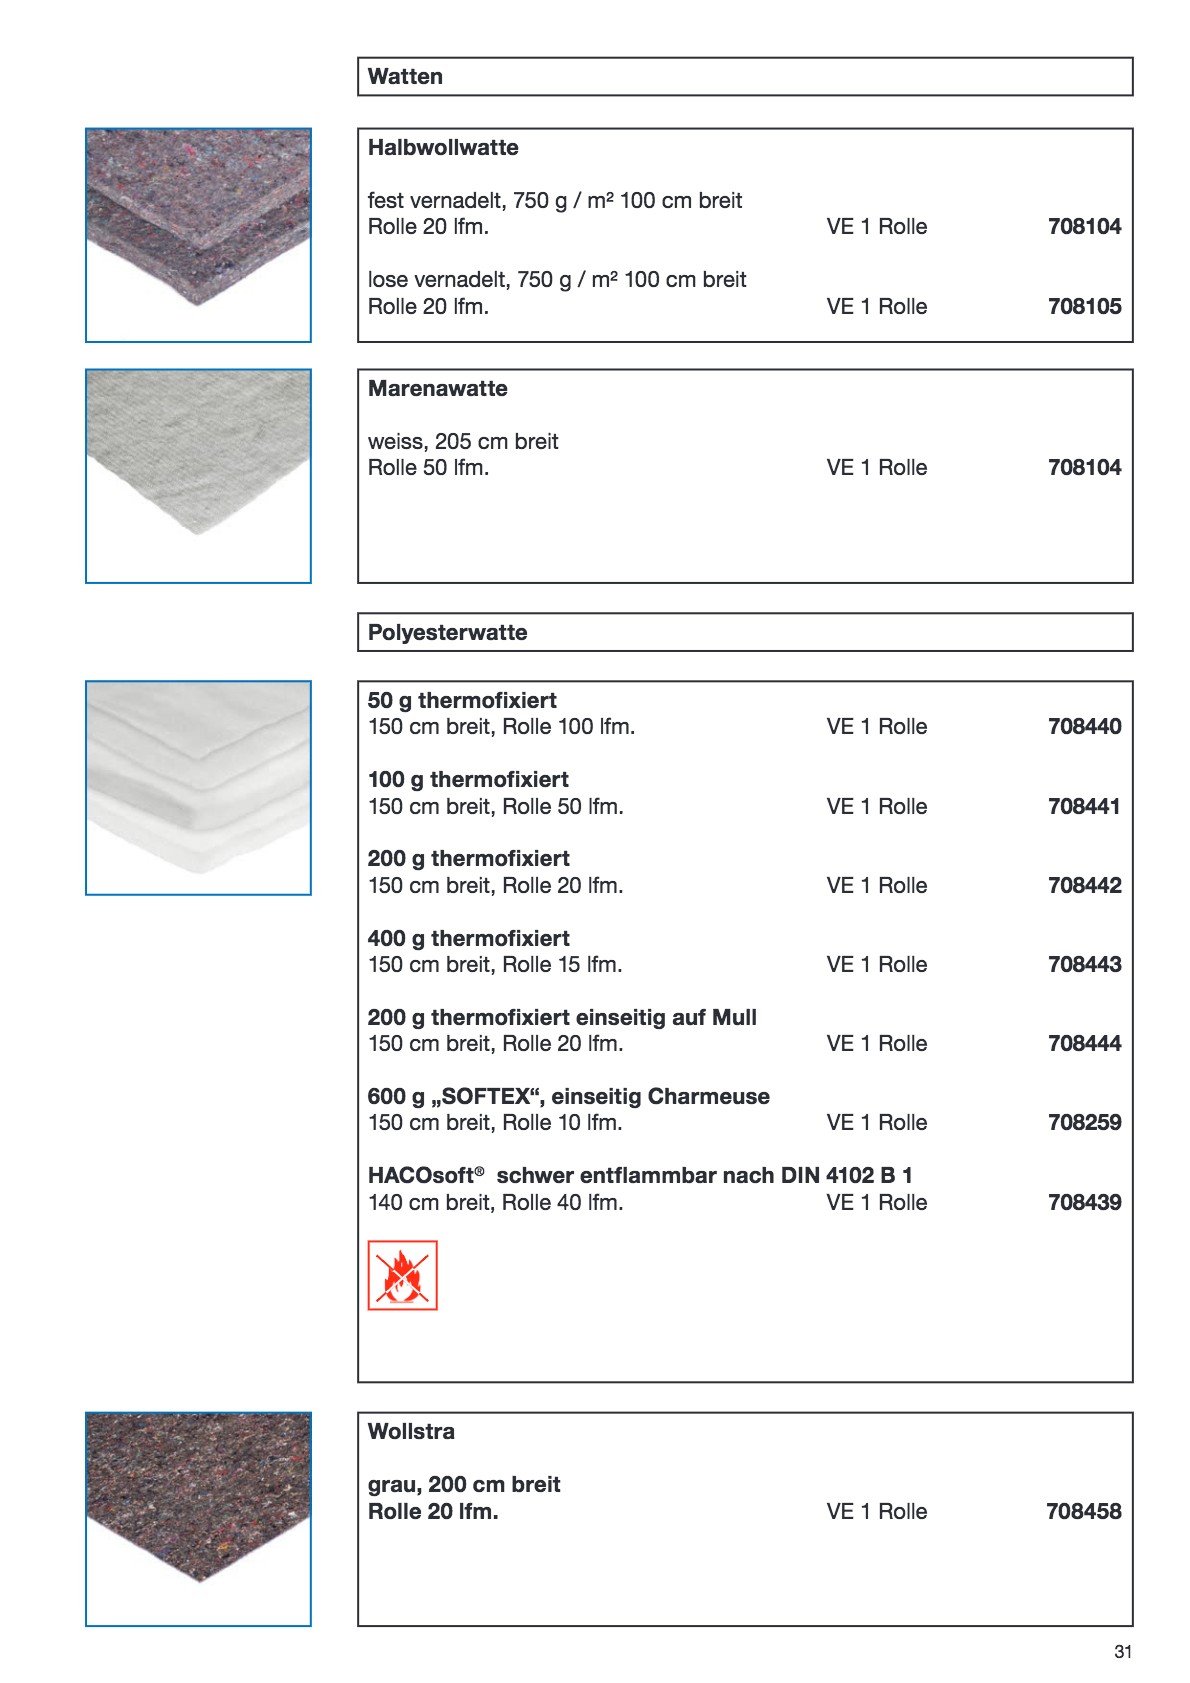 Watten
Halbwollwatte
fest vernadelt, 750 g / m² 100 cm breit
Rolle 20 lfm. VE 1 Rolle 708104
lose vernadelt, 750 g / m² 100 cm breit
Rolle 20 lfm. VE 1 Rolle 708105
Marenawatte
weiss, 205 cm breit
Rolle 50 lfm. VE 1 Rolle 708104
Polyesterwatte
50 g thermofixiert
150 cm breit, Rolle 100 lfm. VE 1 Rolle 708440
100 g thermofixiert
150 cm breit, Rolle 50 lfm. VE 1 Rolle 708441
200 g thermofixiert
150 cm breit, Rolle 20 lfm. VE 1 Rolle 708442
400 g thermofixiert
150 cm breit, Rolle 15 lfm. VE 1 Rolle 708443
200 g thermofixiert einseitig auf Mull
150 cm breit, Rolle 20 lfm. VE 1 Rolle 708444
600 g „SOFTEX“, einseitig Charmeuse
150 cm breit, Rolle 10 lfm. VE 1 Rolle 708259
HACOsoft® schwer entflammbar nach DIN 4102 B 1
140 cm breit, Rolle 40 lfm. VE 1 Rolle 708439
Wollstra
grau, 200 cm breit
Rolle 20 lfm. VE 1 Rolle 708458
31